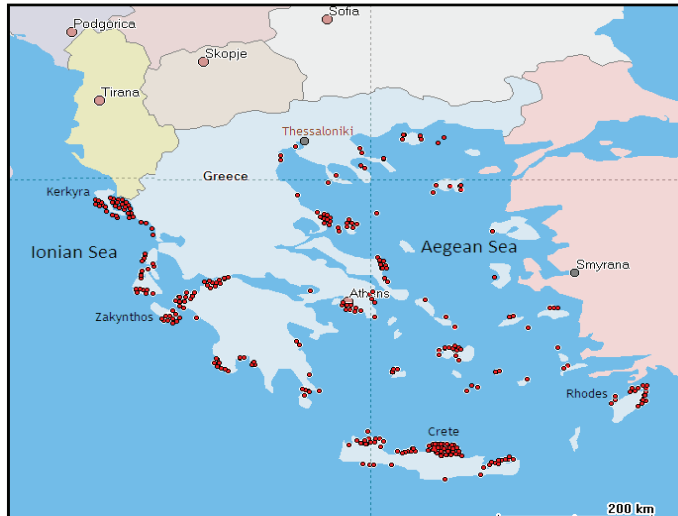 Sofia
Podgorica
Skopje
Tirana
Thessaloniki
Greece
Kerkyra
Ionian Sea
Aegean Sea
Smyrana
Athens
Zakynthos
Rhodes
Crete
200 km